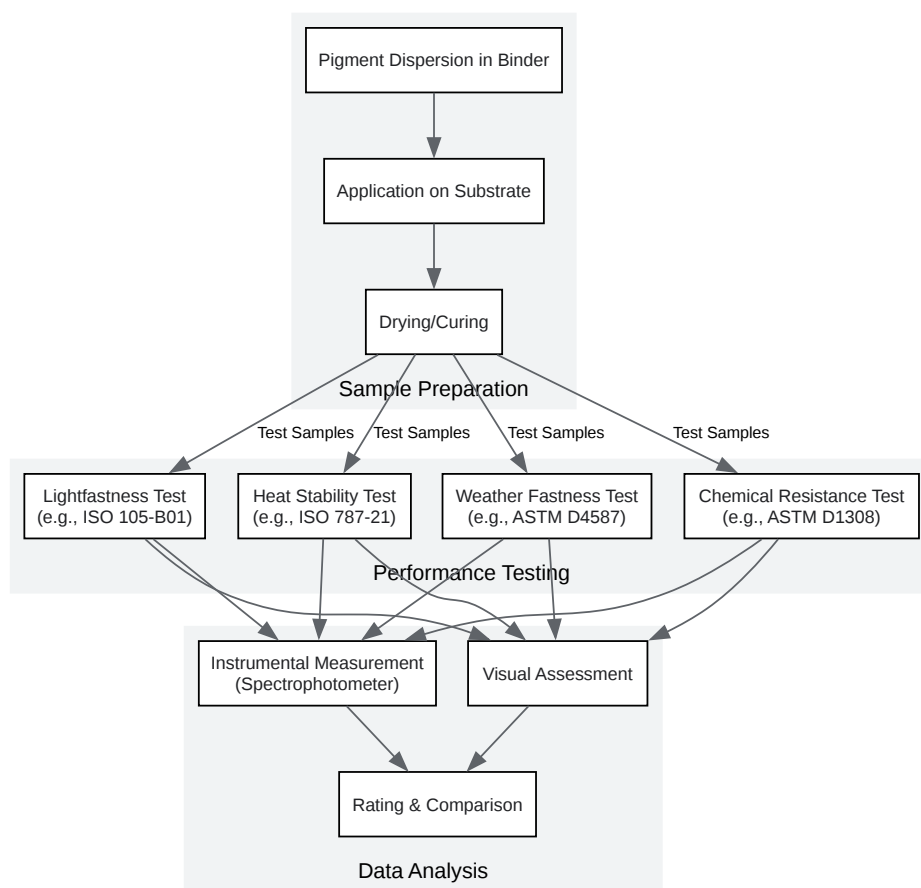 Pigment Dispersion in Binder
Application on Substrate
Drying/Curing
Sample Preparation
Test Samples
Test Samples
Test Samples
Test Samples
Lightfastness Test
(e.g., ISO 105-B01)
Heat Stability Test
(e.g., ISO 787-21)
Weather Fastness Test
(e.g., ASTM D4587)
Chemical Resistance Test
(e.g., ASTM D1308)
Performance Testing
Instrumental Measurement
(Spectrophotometer)
Visual Assessment
Rating & Comparison
Data Analysis